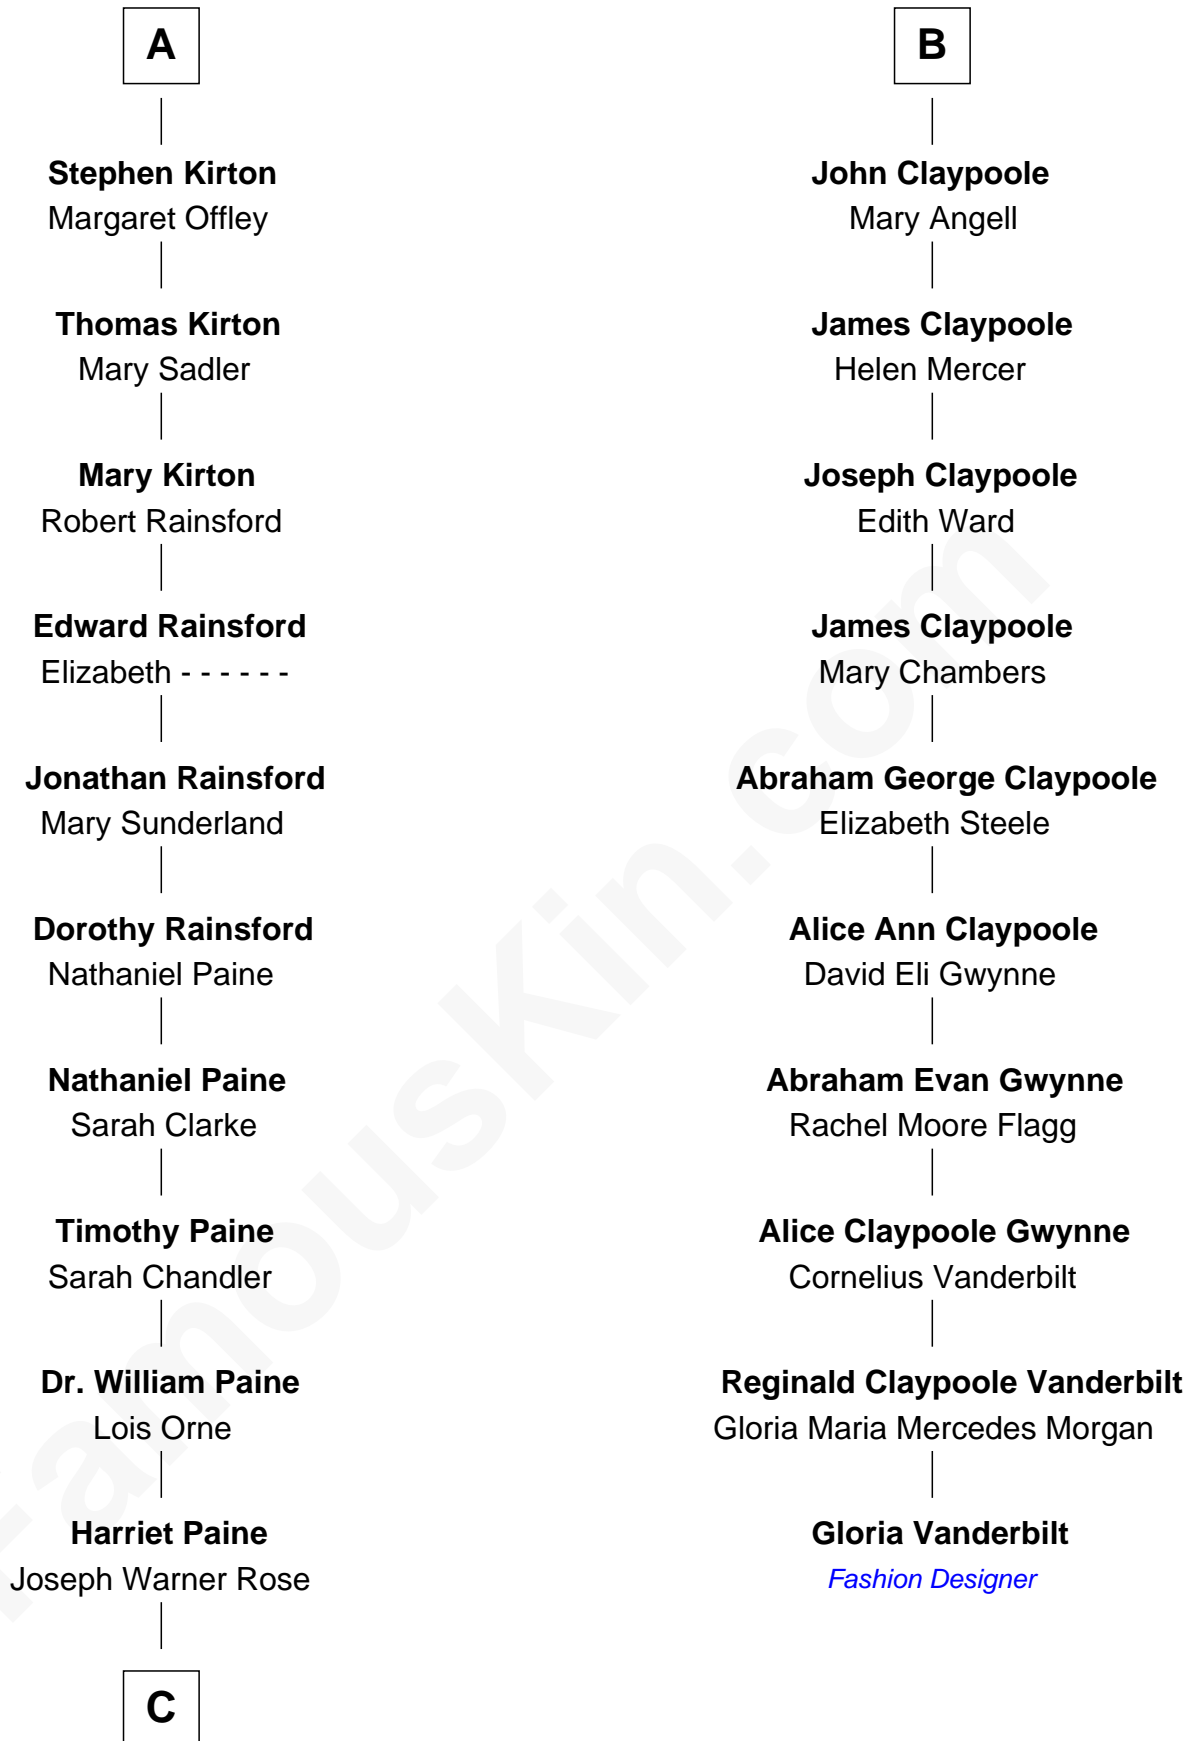 A
Stephen Kirton
Margaret Offley
Thomas Kirton
Mary Sadler
Mary Kirton
Robert Rainsford
Edward Rainsford
Elizabeth - - - - - -
Jonathan Rainsford
Mary Sunderland
Dorothy Rainsford
Nathaniel Paine
Nathaniel Paine
Sarah Clarke
Timothy Paine
Sarah Chandler
Dr. William Paine
Lois Orne
Harriet Paine
Joseph Warner Rose
C
B
John Claypoole
Mary Angell
James Claypoole
Helen Mercer
Joseph Claypoole
Edith Ward
James Claypoole
Mary Chambers
Abraham George Claypoole
Elizabeth Steele
Alice Ann Claypoole
David Eli Gwynne
Abraham Evan Gwynne
Rachel Moore Flagg
Alice Claypoole Gwynne
Cornelius Vanderbilt
Reginald Claypoole Vanderbilt
Gloria Maria Mercedes Morgan
Gloria Vanderbilt
Fashion Designer
FamousKin.com